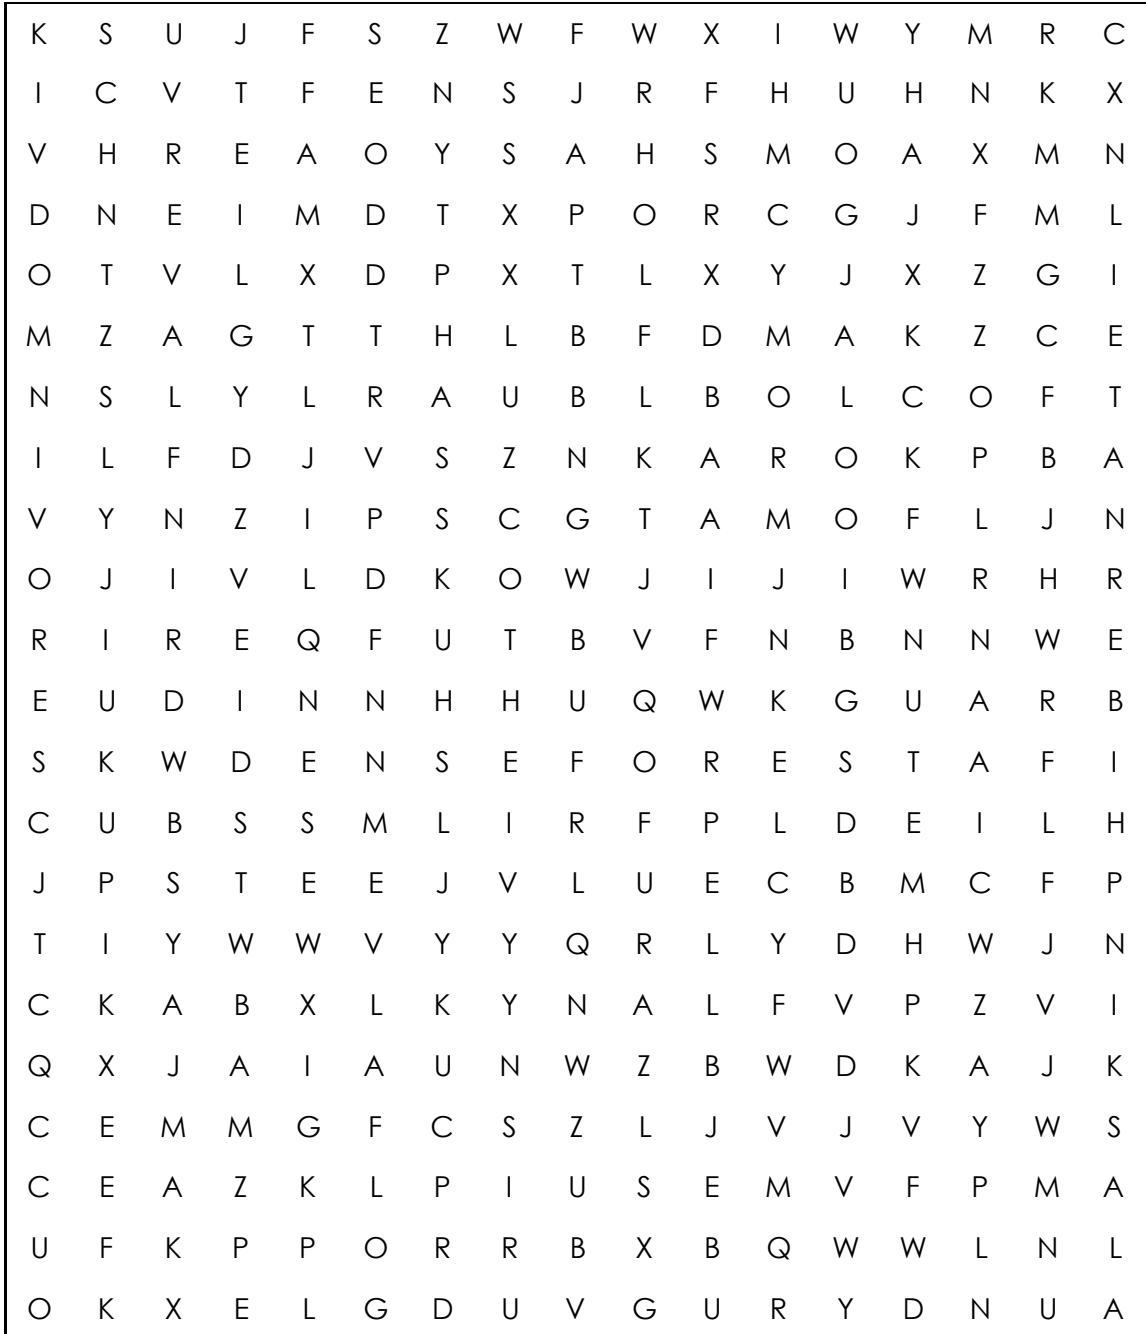 K S U J F S Z W F W X I W Y M R C
I C V T F E N S J R F H U H N K X
V H R E A O Y S A H S M O A X M N
D N E I M D T X P O R C G J F M L
O T V L X D P X T L X Y J X Z G I
M Z A G T T H L B F D M A K Z C E
N S L Y L R A U B L B O L C O F T
I L F D J V S Z N K A R O K P B A
V Y N Z I P S C G T A M O F L J N
O J I V L D K O W J I J I W R H R
R I R E Q F U T B V F N B N N W E
E U D I N N H H U Q W K G U A R B
S K W D E N S E F O R E S T A F I
C U B S S M L I R F P L D E I L H
J P S T E E J V L U E C B M C F P
T I Y W W V Y Y Q R L Y D H W J N
C K A B X L K Y N A L F V P Z V I
Q X J A I A U N W Z B W D K A J K
C E M M G F C S Z L J V J V Y W S
C E A Z K L P I U S E M V F P M A
U F K P P O R R B X B Q W W L N L
O K X E L G D U V G U R Y D N U A